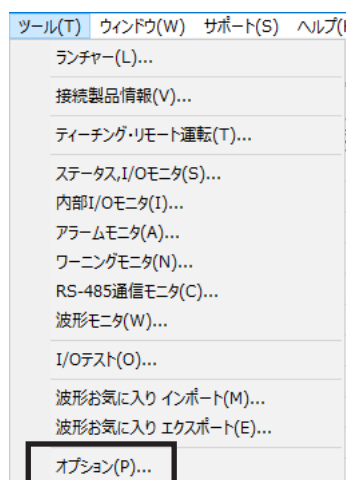 ツール(T) ウィンドウ(W) サポート(S) ヘルプ(
ランチャー(L)...
接続製品情報(V)...
ティーチング・リモート運転(T)...
ステータス,I/Oモニタ(S)...
内部I/Oモニタ(I)...
アラームモニタ(A)...
ワーニングモニタ(N)...
RS-485通信モニタ(C)...
波形モニタ(W)...
I/Oテスト(O)...
波形お気に入り インポート(M)...
波形お気に入り エクスポート(E)...
オプション(P)...